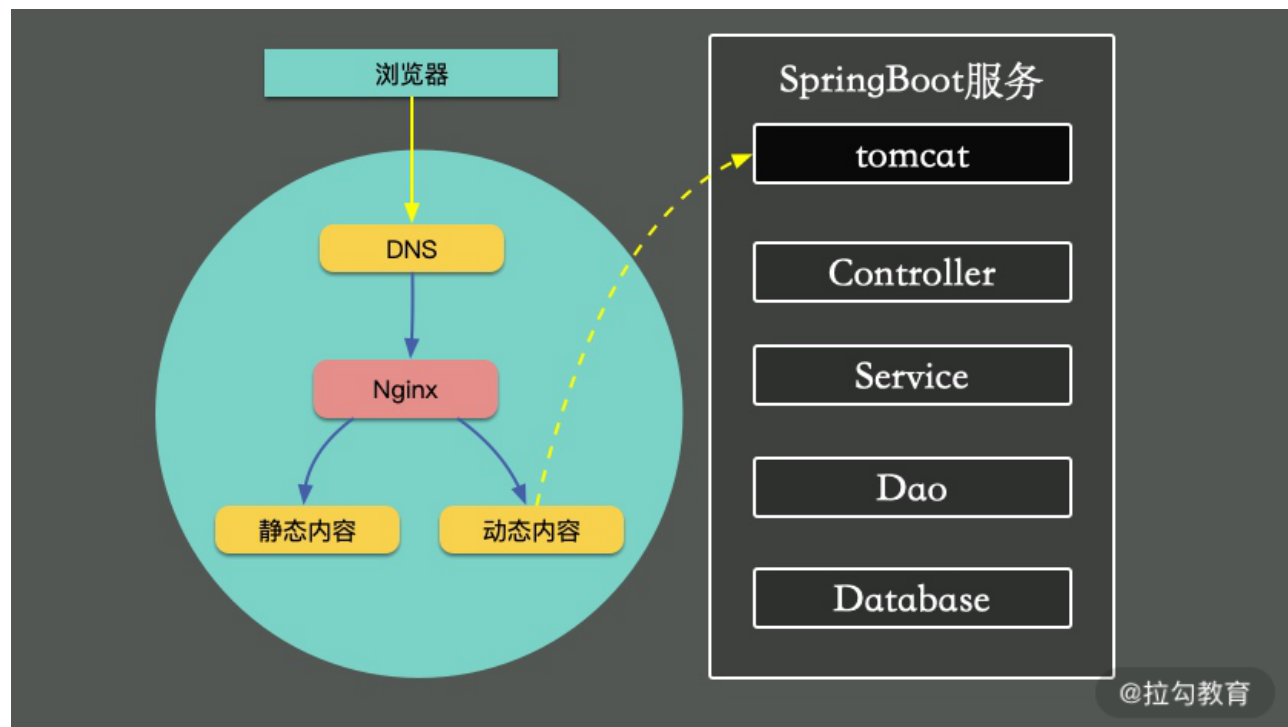 浏览器
DNS
Nginx
静态内容
动态内容
SpringBoot服务
tomcat
Controller
Service
Dao
Database
@拉勾教育